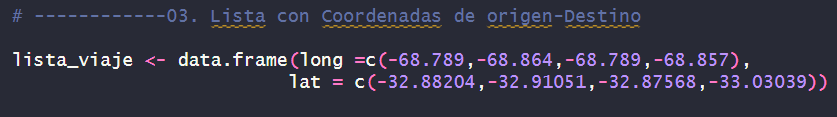 # ------------03. Lista con Coordenadas de origen-Destino
lista_viaje <- data.frame(long =c(-68.789,-68.864,-68.789,-68.857),
lat = c(-32.88204,-32.91051,-32.87568,-33.03039))